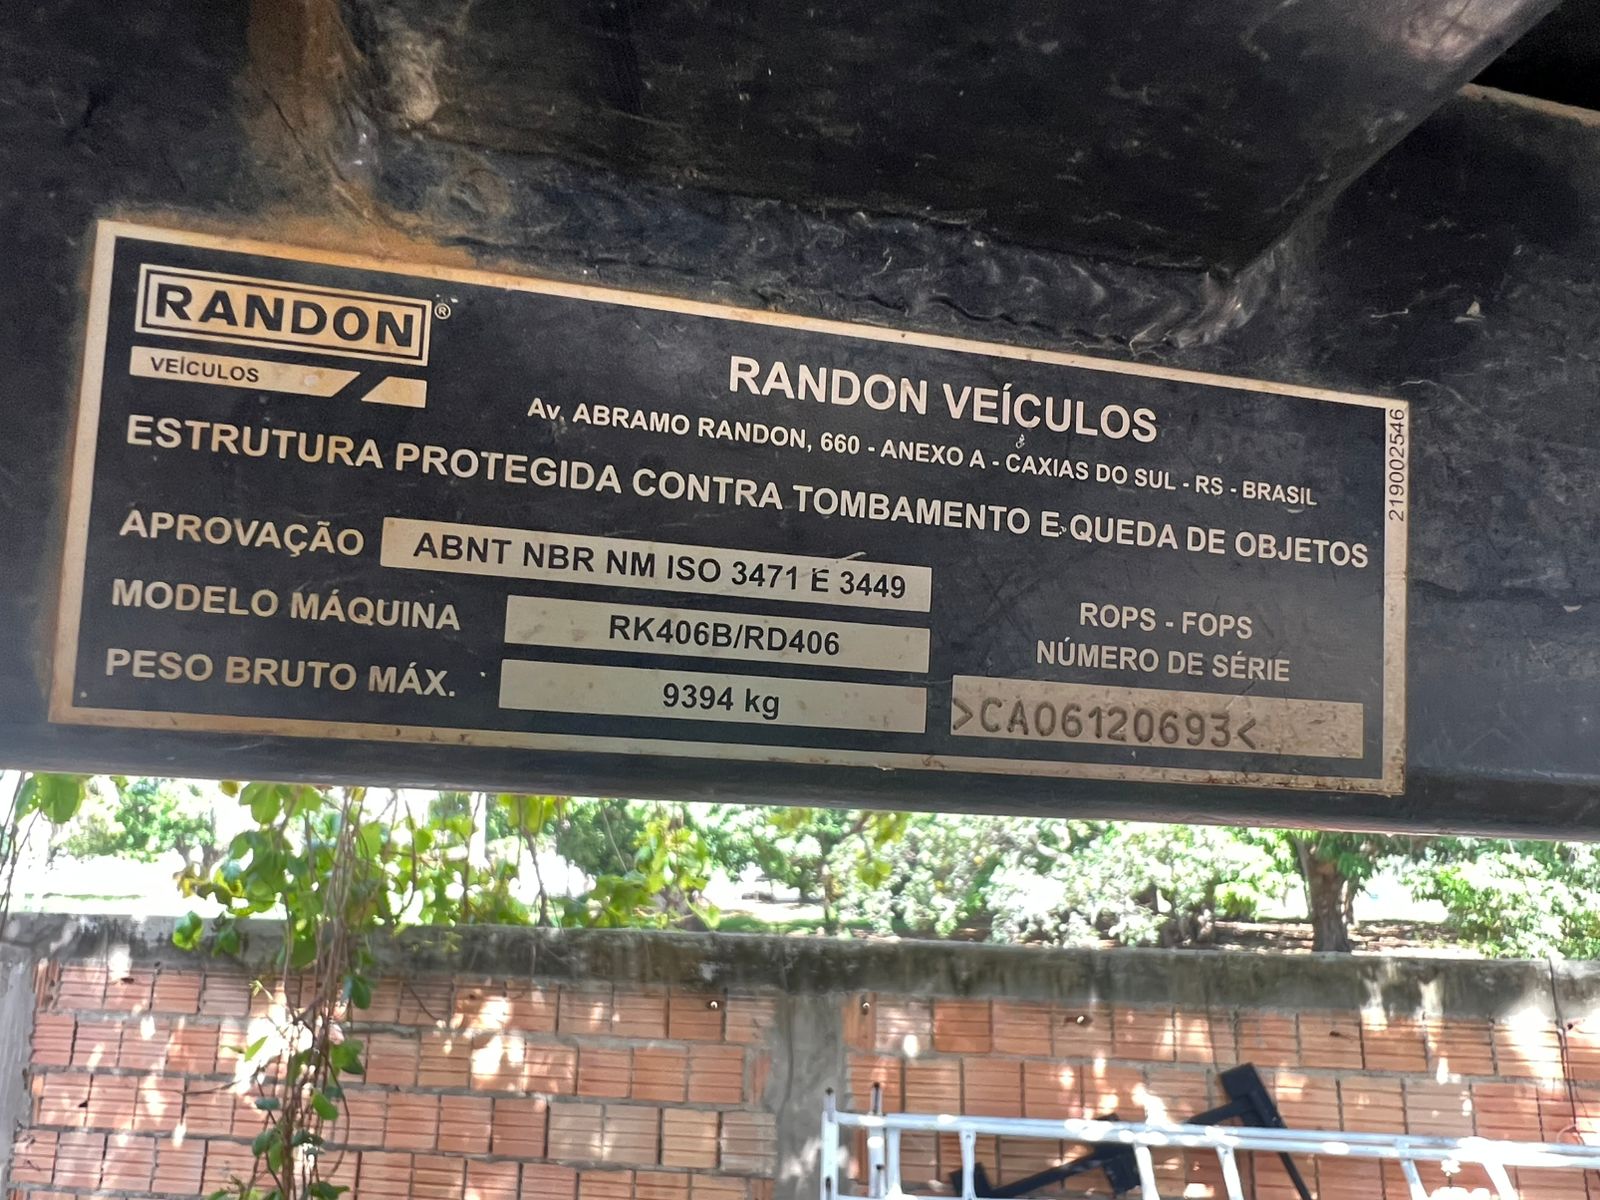 RANDON®
VEÍCULOS
RANDON VEÍCULOS
Av. ABRAMO RANDON, 660 - ANEXO A - CAXIAS DO SUL - RS - BRASIL
ESTRUTURA PROTEGIDA CONTRA TOMBAMENTO E QUEDA DE OBJETOS
APROVAÇÃO ABNT NBR NM ISO 3471 E 3449
MODELO MÁQUINA RK406B/RD406
PESO BRUTO MÁX. 9394 kg
ROPS - FOPS
NÚMERO DE SÉRIE
>CA06120693<
219002546